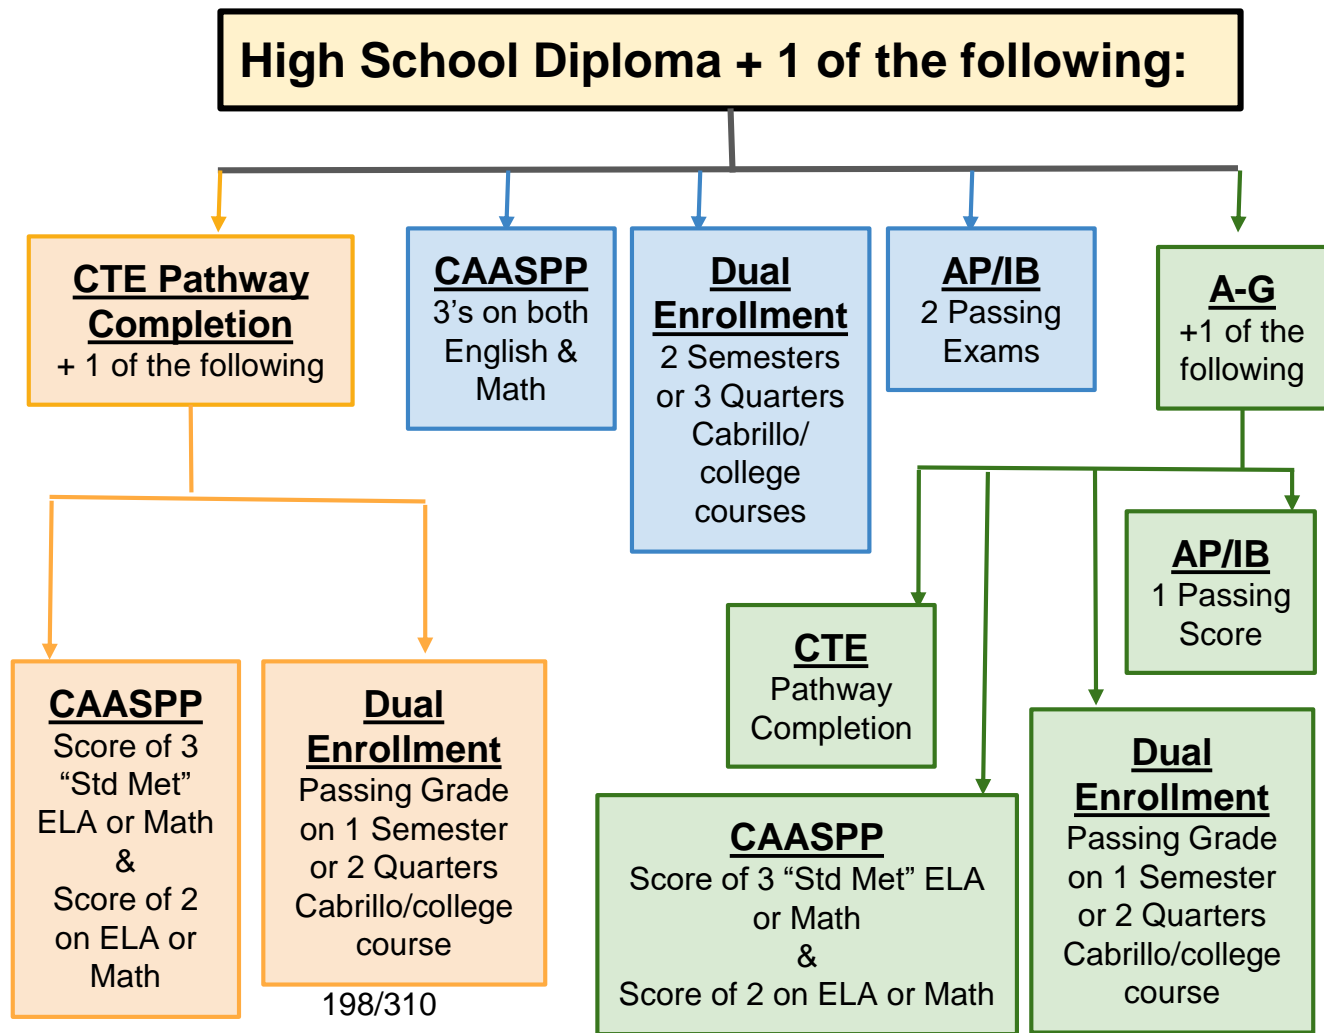 High School Diploma + 1 of the following:
CTE Pathway
Completion
+ 1 of the following
CAASPP
3’s on both
English &
Math
Dual
Enrollment
2 Semesters
or 3 Quarters
Cabrillo/
college
courses
AP/IB
2 Passing
Exams
A-G
+1 of the
following
CAASPP
Score of 3
“Std Met”
ELA or Math
&
Score of 2
on ELA or
Math
Dual
Enrollment
Passing Grade
on 1 Semester
or 2 Quarters
Cabrillo/college
course
CTE
Pathway
Completion
CAASPP
Score of 3 “Std Met” ELA
or Math
&
Score of 2 on ELA or Math
Dual
Enrollment
Passing Grade
on 1 Semester
or 2 Quarters
Cabrillo/college
course
AP/IB
1 Passing
Score
198/310